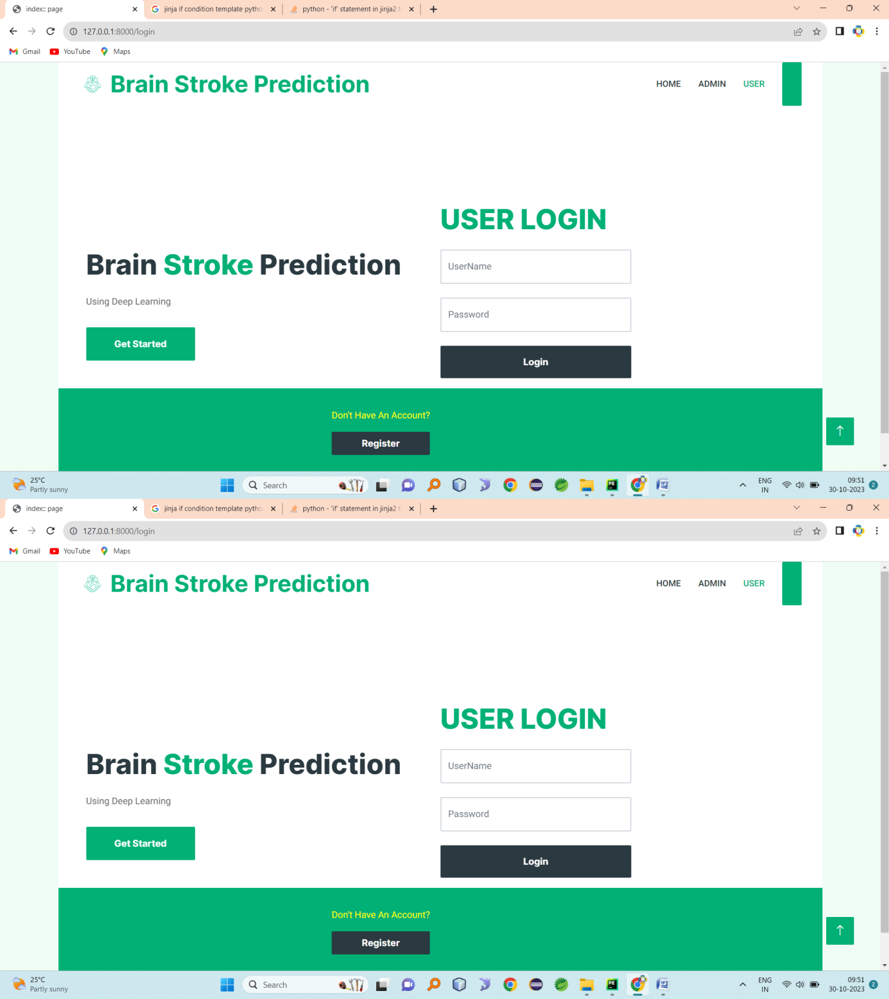 index:: page
jinja if condition template pytho
python - 'if' statement in jinja2 t
127.0.0.1:8000/login
Gmail YouTube Maps
Brain Stroke Prediction
HOME ADMIN USER
USER LOGIN
UserName
Brain Stroke Prediction
Using Deep Learning
Password
Get Started
Login
Don't Have An Account?
Register
25°C
Partly sunny
Search
ENG
IN
09:51
30-10-2023
2
index:: page
jinja if condition template pytho
python - 'if' statement in jinja2 t
127.0.0.1:8000/login
Gmail YouTube Maps
Brain Stroke Prediction
HOME ADMIN USER
USER LOGIN
UserName
Brain Stroke Prediction
Using Deep Learning
Password
Get Started
Login
Don't Have An Account?
Register
25°C
Partly sunny
Search
ENG
IN
09:51
30-10-2023
2